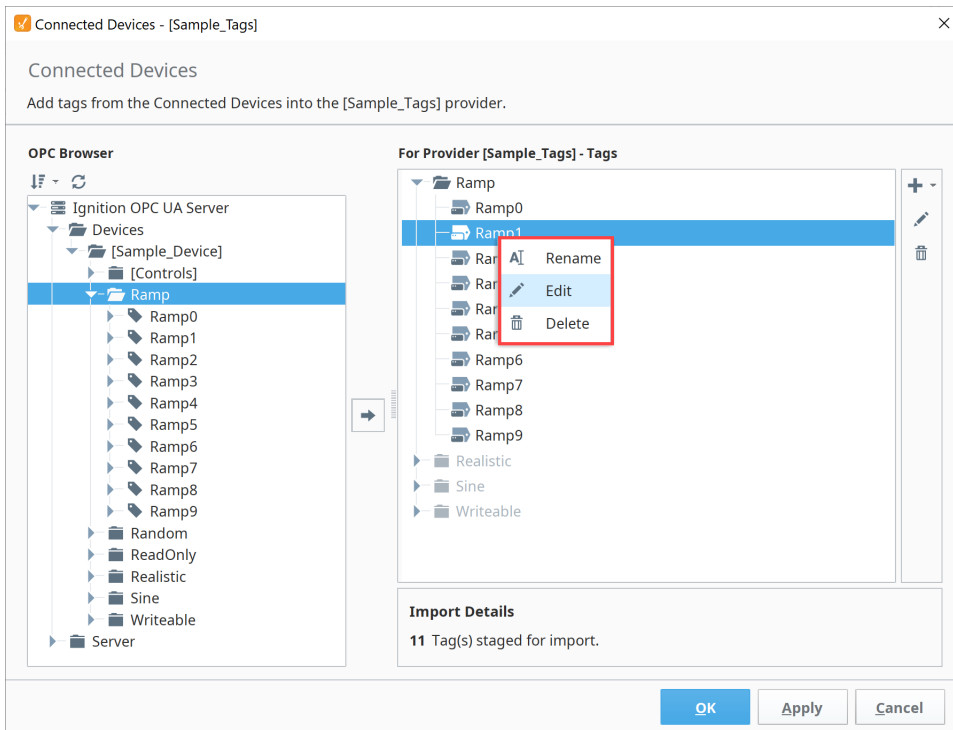 Connected Devices - [Sample_Tags]
Connected Devices
Add tags from the Connected Devices into the [Sample_Tags] provider.
OPC Browser
Ignition OPC UA Server
Devices
[Sample_Device]
[Controls]
Ramp
Ramp0
Ramp1
Ramp2
Ramp3
Ramp4
Ramp5
Ramp6
Ramp7
Ramp8
Ramp9
Random
ReadOnly
Realistic
Sine
Writeable
Server
For Provider [Sample_Tags] - Tags
Ramp
Ramp0
Ramp1
Rename
Edit
Delete
Ramp6
Ramp7
Ramp8
Ramp9
Realistic
Sine
Writeable
Import Details
11 Tag(s) staged for import.
OK
Apply
Cancel